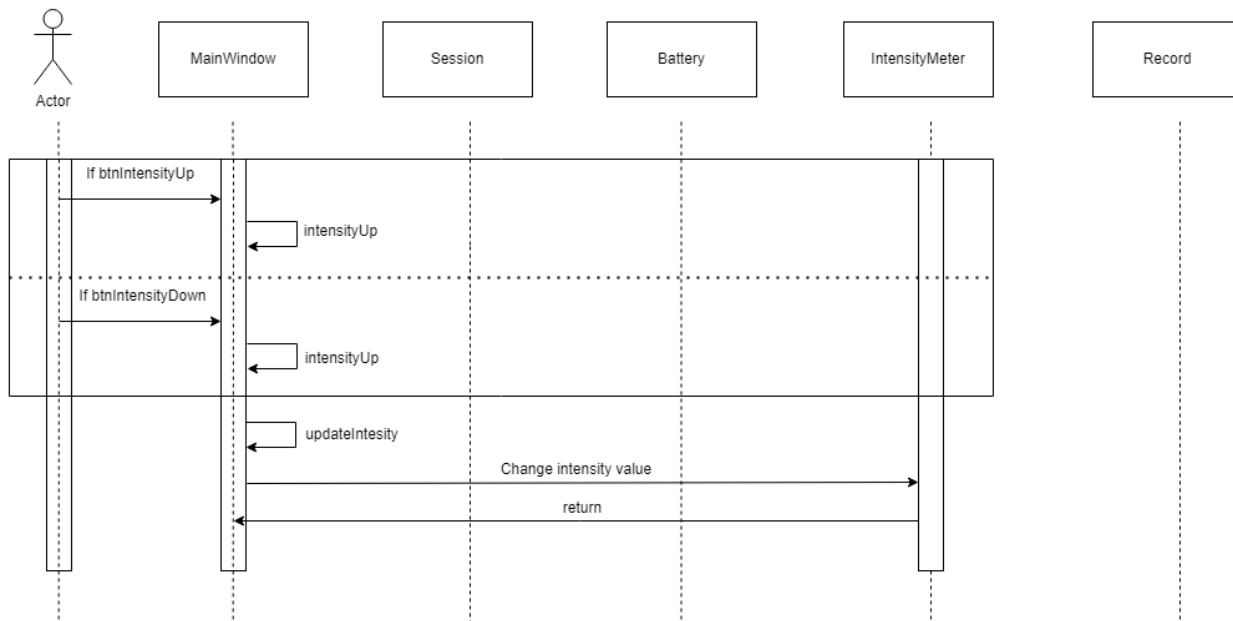 MainWindow
Session
Battery
IntensityMeter
Record
Actor
If btnIntensityUp
intensityUp
If btnIntensityDown
intensityUp
updateIntesity
Change intensity value
return